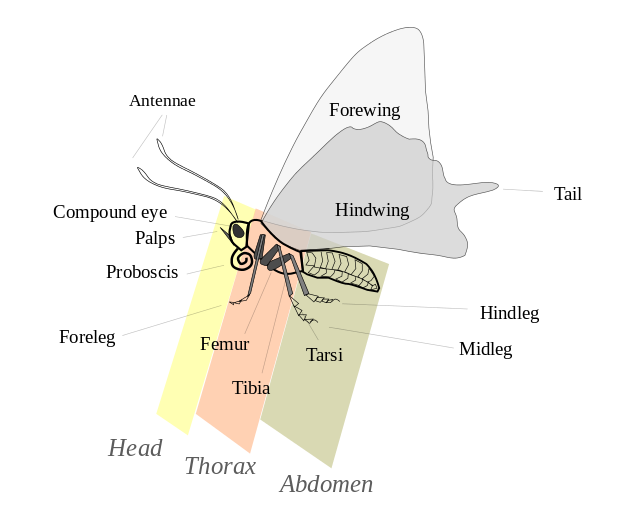 Antennae
Forewing
Tail
Compound eye
Hindwing
Palps
Proboscis
Hindleg
Foreleg
Femur
Midleg
Tarsi
Tibia
Head
Thorax
Abdomen